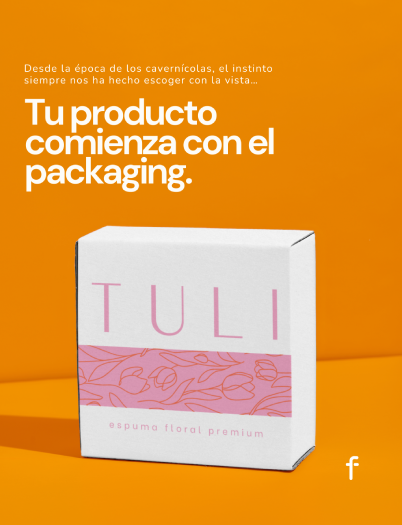 Desde la época de los cavernícolas, el instinto
siempre nos ha hecho escoger con la vista...
Tu producto
comienza con el
packaging.
TULI
espuma floral premium
f